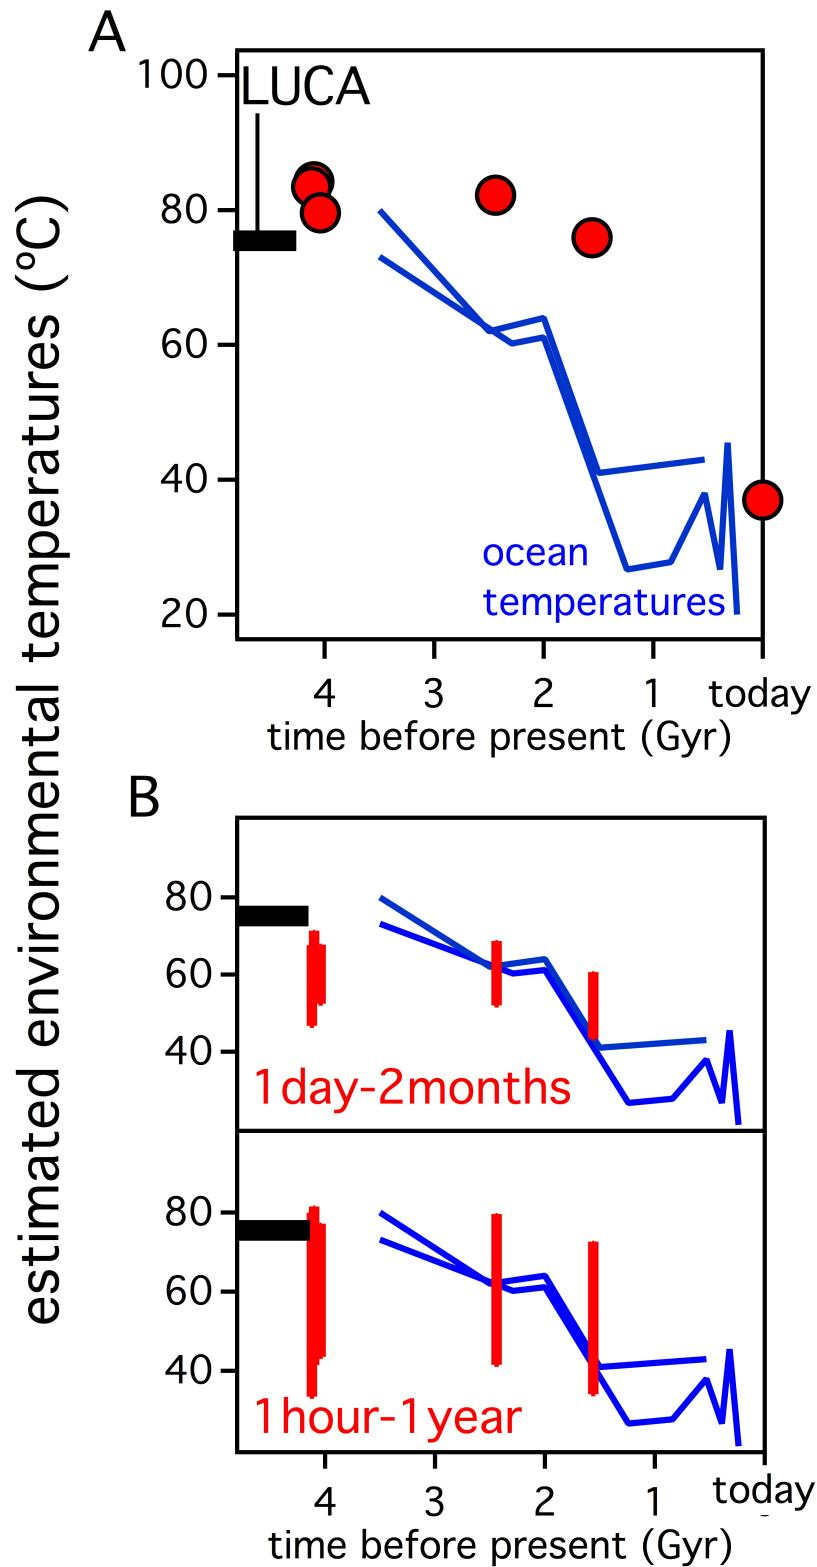 A
100
LUCA
80
60
40
20
ocean
temperatures
4 3 2 1 today
time before present (Gyr)
estimated environmental temperatures (ºC)
B
80
60
40
1day-2months
80
60
40
1hour-1year
4 3 2 1 today
time before present (Gyr)